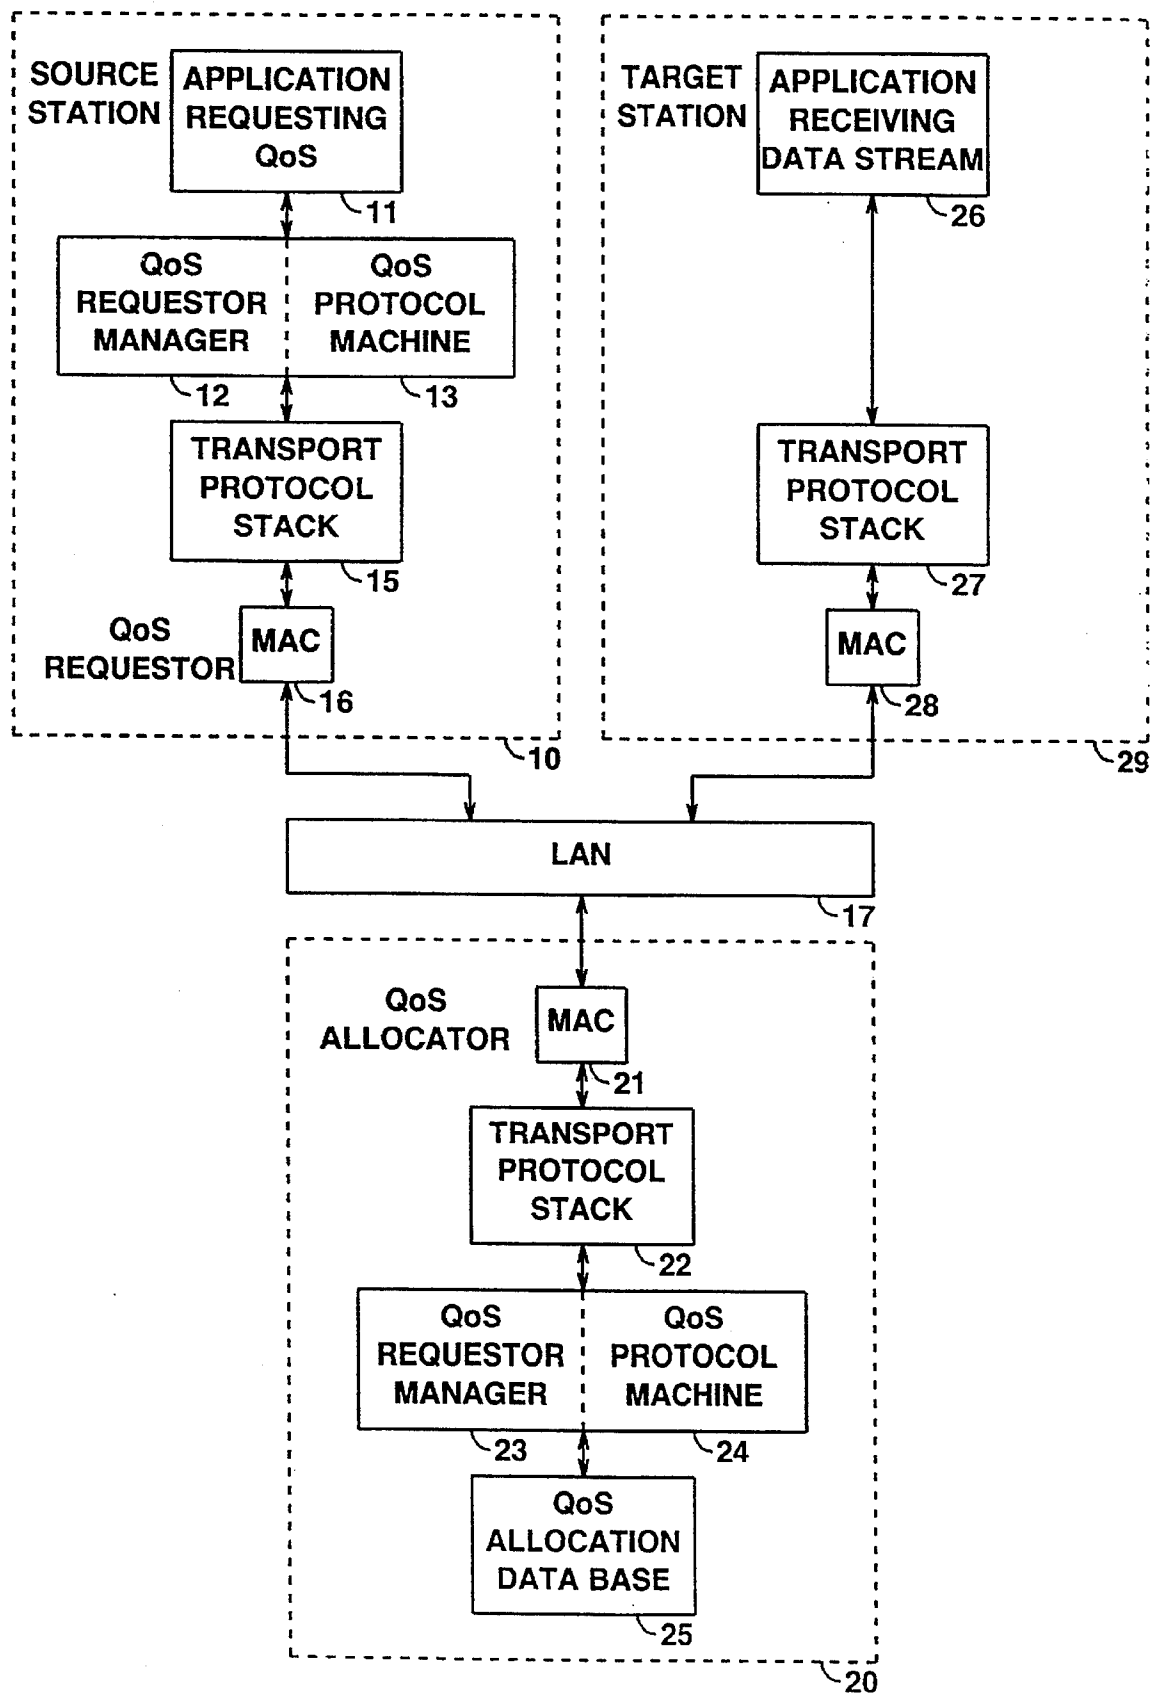 SOURCE
STATION
APPLICATION
REQUESTING
QoS
11
QoS
REQUESTOR
MANAGER
12
QoS
PROTOCOL
MACHINE
13
TRANSPORT
PROTOCOL
STACK
15
QoS
REQUESTOR
MAC
16
10
TARGET
STATION
APPLICATION
RECEIVING
DATA STREAM
26
TRANSPORT
PROTOCOL
STACK
27
MAC
28
29
LAN
17
QoS
ALLOCATOR
MAC
21
TRANSPORT
PROTOCOL
STACK
22
QoS
REQUESTOR
MANAGER
23
QoS
PROTOCOL
MACHINE
24
QoS
ALLOCATION
DATA BASE
25
20